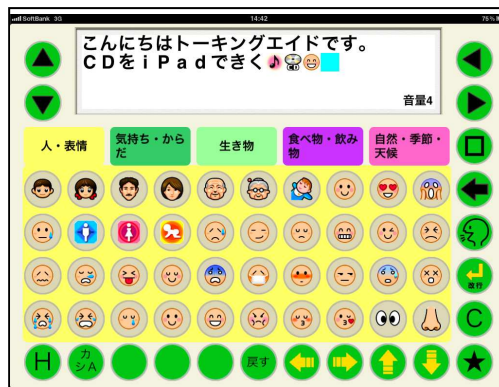 SoftBank 3G 14:42 76%
こんにちはトーキングエイドです。
CDをiPadできく🎵🥁😁
音量4
人・表情
気持ち・からだ
生き物
食べ物・飲み物
自然・季節・天候
改行
C
H
カシA
戻す